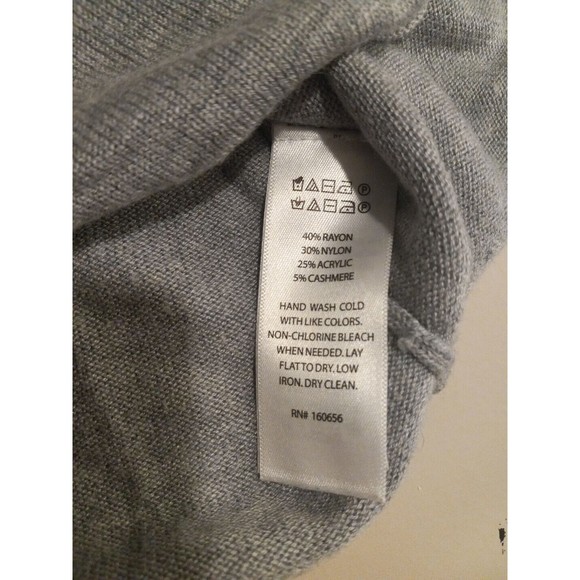 40% RAYON
30% NYLON
25% ACRYLIC
5% CASHMERE
HAND WASH COLD
WITH LIKE COLORS.
NON-CHLORINE BLEACH
WHEN NEEDED. LAY
FLAT TO DRY. LOW
IRON. DRY CLEAN.
RN# 160656